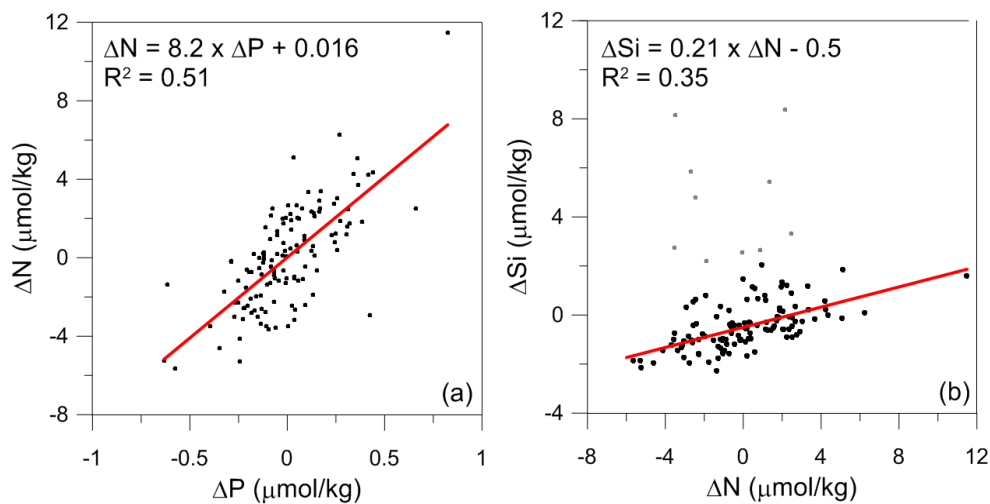 12
8
4
0
-4
-8
ΔN (μmol/kg)
ΔN = 8.2 x ΔP + 0.016
R² = 0.51
(a)
-1
-0.5
0
0.5
1
ΔP (μmol/kg)
12
8
4
0
-4
ΔSi (μmol/kg)
ΔSi = 0.21 x ΔN - 0.5
R² = 0.35
(b)
-8
-4
0
4
8
12
ΔN (μmol/kg)